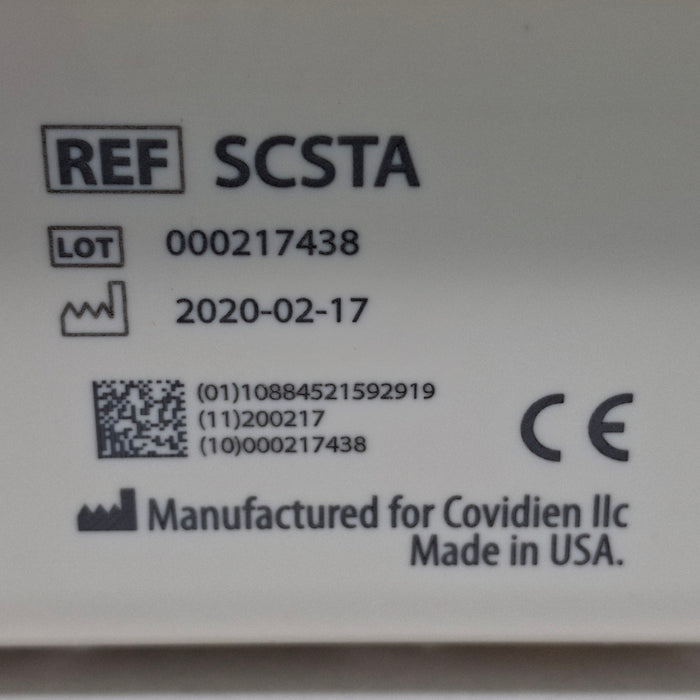 REF SCSTA
LOT 000217438
2020-02-17
(01)10884521592919
(11)200217
(10)000217438
CE
Manufactured for Covidien llc
Made in USA.